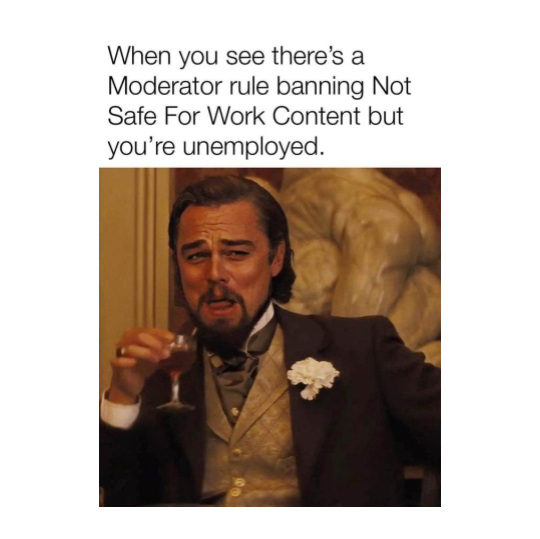 When you see there’s a
Moderator rule banning Not
Safe For Work Content but
you’re unemployed.